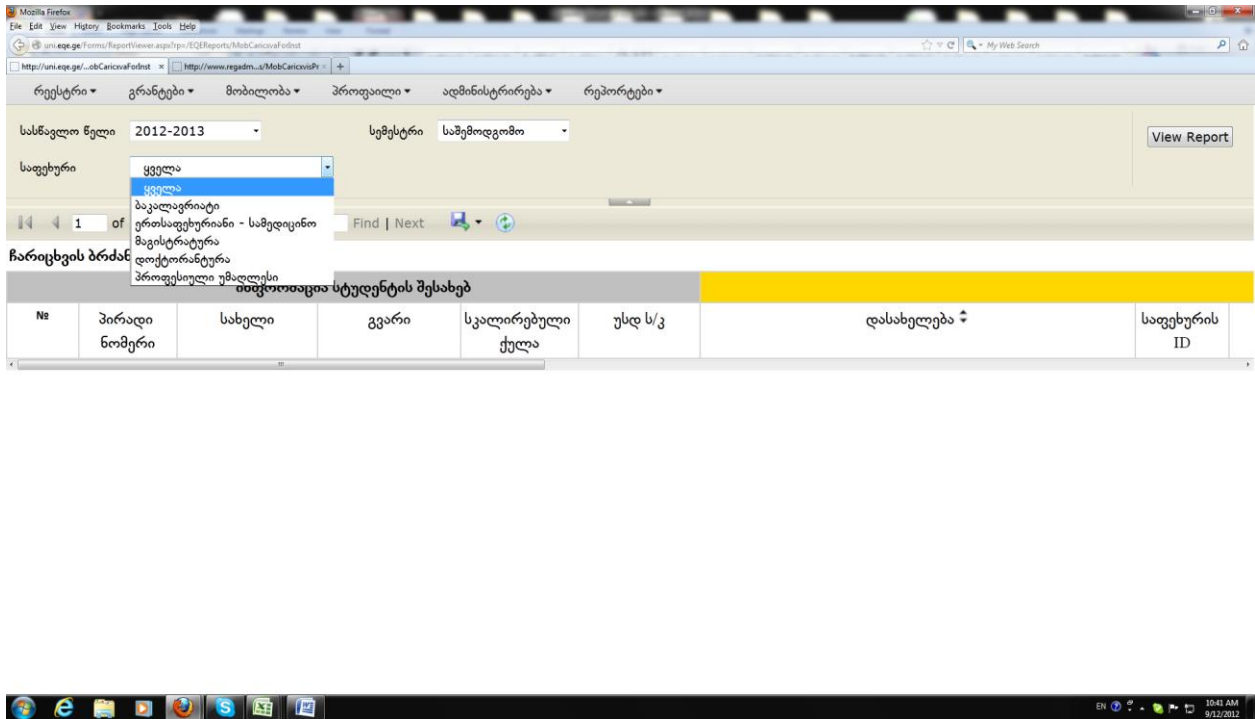 Mozilla Firefox
File Edit View History Bookmarks Tools Help
uni.eqe.ge/Forms/ReportViewer.aspx?rp=/EQEReports/MobCaricxvaForInst
My Web Search
http://uni.eqe.ge/...obCaricxvaForInst × http://www.regadm...s/MobCaricxvisPr × +
რეესტრი გრანტები მობილობა პროფაილი ადმინისტრირება რეპორტები
სასწავლო წელი 2012-2013 სემესტრი საშემოდგომო View Report
საფეხური ყველა
ყველა
ბაკალავრიატი
ერთსაფეხურიანი - სამედიცინო
მაგისტრატურა
დოქტორანტურა
პროფესიული უმაღლესი
1 of Find | Next
ჩარიცხვის
ინფორმაცია სტუდენტის შესახებ
№ პირადი ნომერი სახელი გვარი სკალირებული ქულა უსდ ს/კ დასახელება საფეხურის ID
EN 10:41 AM
9/12/2012